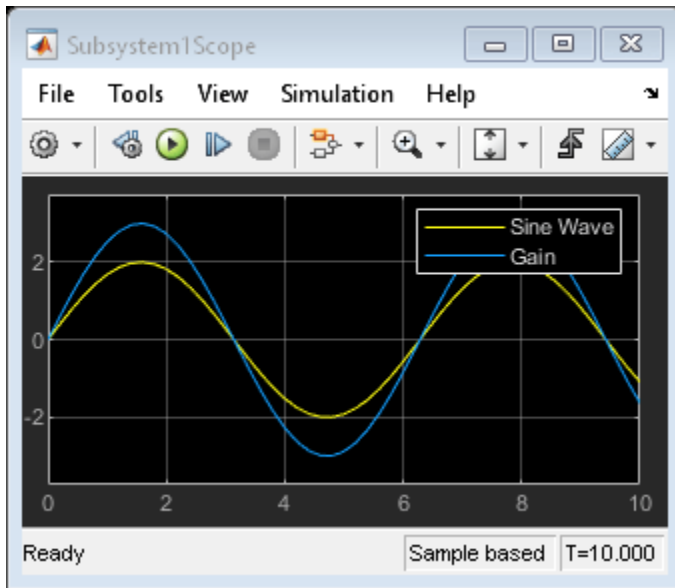 Subsystem1Scope
File Tools View Simulation Help
Sine Wave
Gain
2
0
-2
0 2 4 6 8 10
Ready Sample based T=10.000